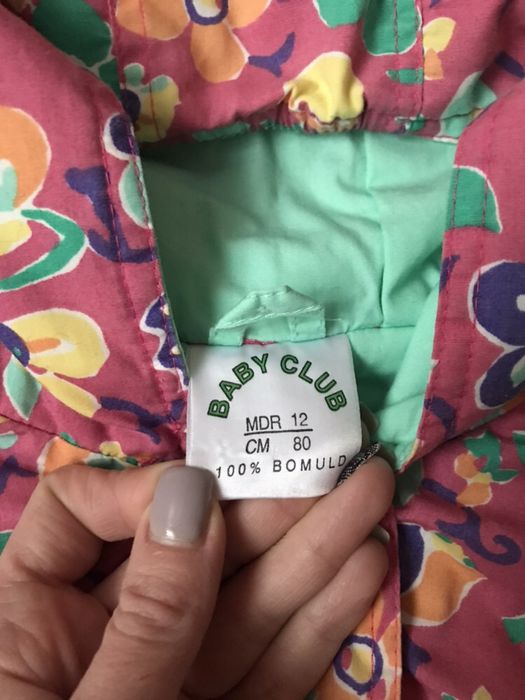 BABY CLUB
MDR 12
CM 80
100% BOMULD